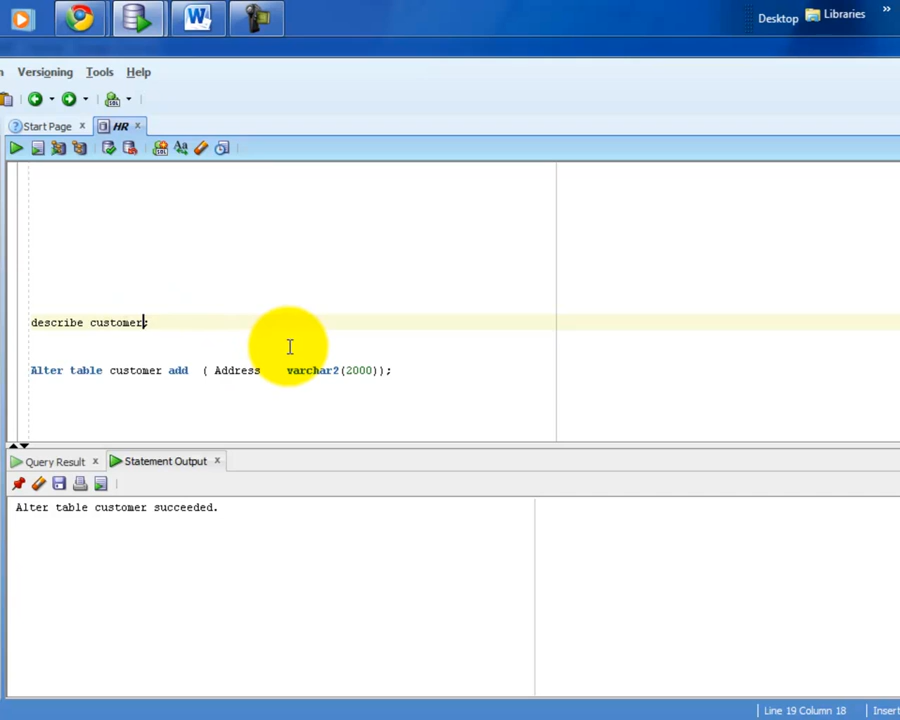 Desktop Libraries »
n Versioning Tools Help
Start Page x HR x
describe customer;
Alter table customer add ( Address varchar2(2000));
Query Result x Statement Output x
Alter table customer succeeded.
Line 19 Column 18 Insert